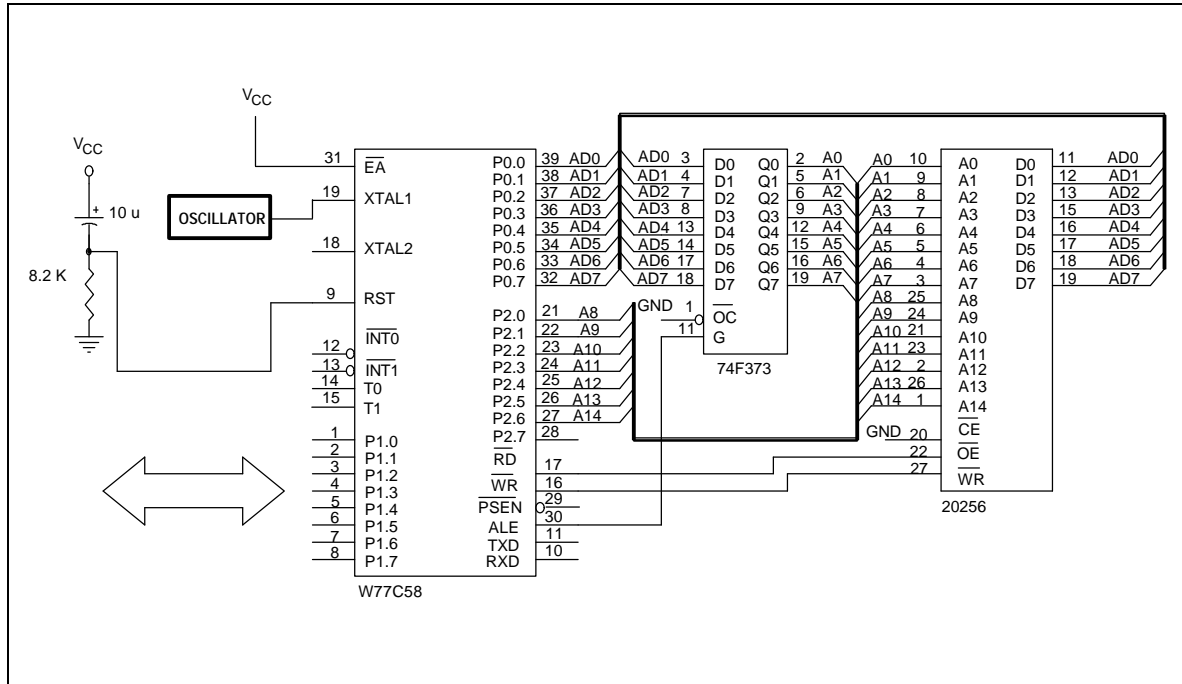 VCC
VCC
10 u
+
8.2 K
OSCILLATOR
31 EA
19 XTAL1
18 XTAL2
9 RST
12 INT0
13 INT1
14 T0
15 T1
1 P1.0
2 P1.1
3 P1.2
4 P1.3
5 P1.4
6 P1.5
7 P1.6
8 P1.7
P0.0 39 AD0
P0.1 38 AD1
P0.2 37 AD2
P0.3 36 AD3
P0.4 35 AD4
P0.5 34 AD5
P0.6 33 AD6
P0.7 32 AD7
P2.0 21 A8
P2.1 22 A9
P2.2 23 A10
P2.3 24 A11
P2.4 25 A12
P2.5 26 A13
P2.6 27 A14
P2.7 28
RD 17
WR 16
PSEN 29
ALE 30
TXD 11
RXD 10
W77C58
AD0 3 D0 Q0 2 A0
AD1 4 D1 Q1 5 A1
AD2 7 D2 Q2 6 A2
AD3 8 D3 Q3 9 A3
AD4 13 D4 Q4 12 A4
AD5 14 D5 Q5 15 A5
AD6 17 D6 Q6 16 A6
AD7 18 D7 Q7 19 A7
GND 1 OC
11 G
74F373
A0 10 A0 D0 11 AD0
A1 9 A1 D1 12 AD1
A2 8 A2 D2 13 AD2
A3 7 A3 D3 15 AD3
A4 6 A4 D4 16 AD4
A5 5 A5 D5 17 AD5
A6 4 A6 D6 18 AD6
A7 3 A7 D7 19 AD7
A8 25 A8
A9 24 A9
A10 21 A10
A11 23 A11
A12 2 A12
A13 26 A13
A14 1 A14
GND 20 CE
22 OE
27 WR
20256